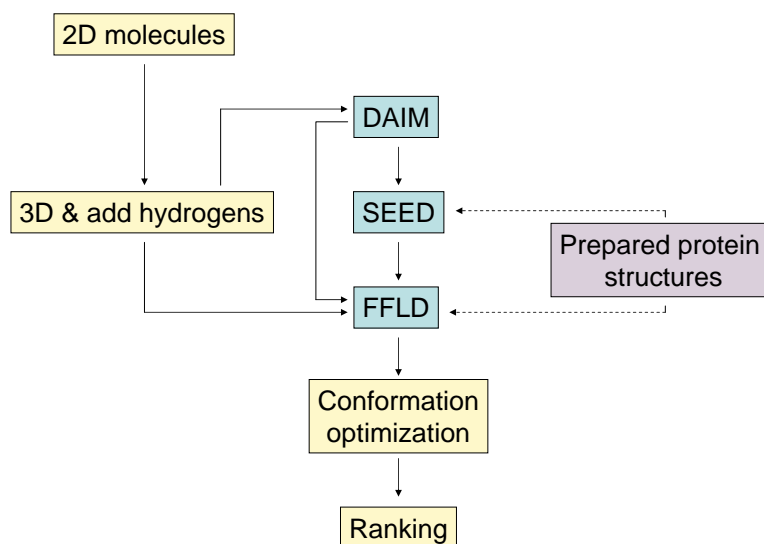 2D molecules
DAIM
3D & add hydrogens
SEED
Prepared protein
structures
FFLD
Conformation
optimization
Ranking